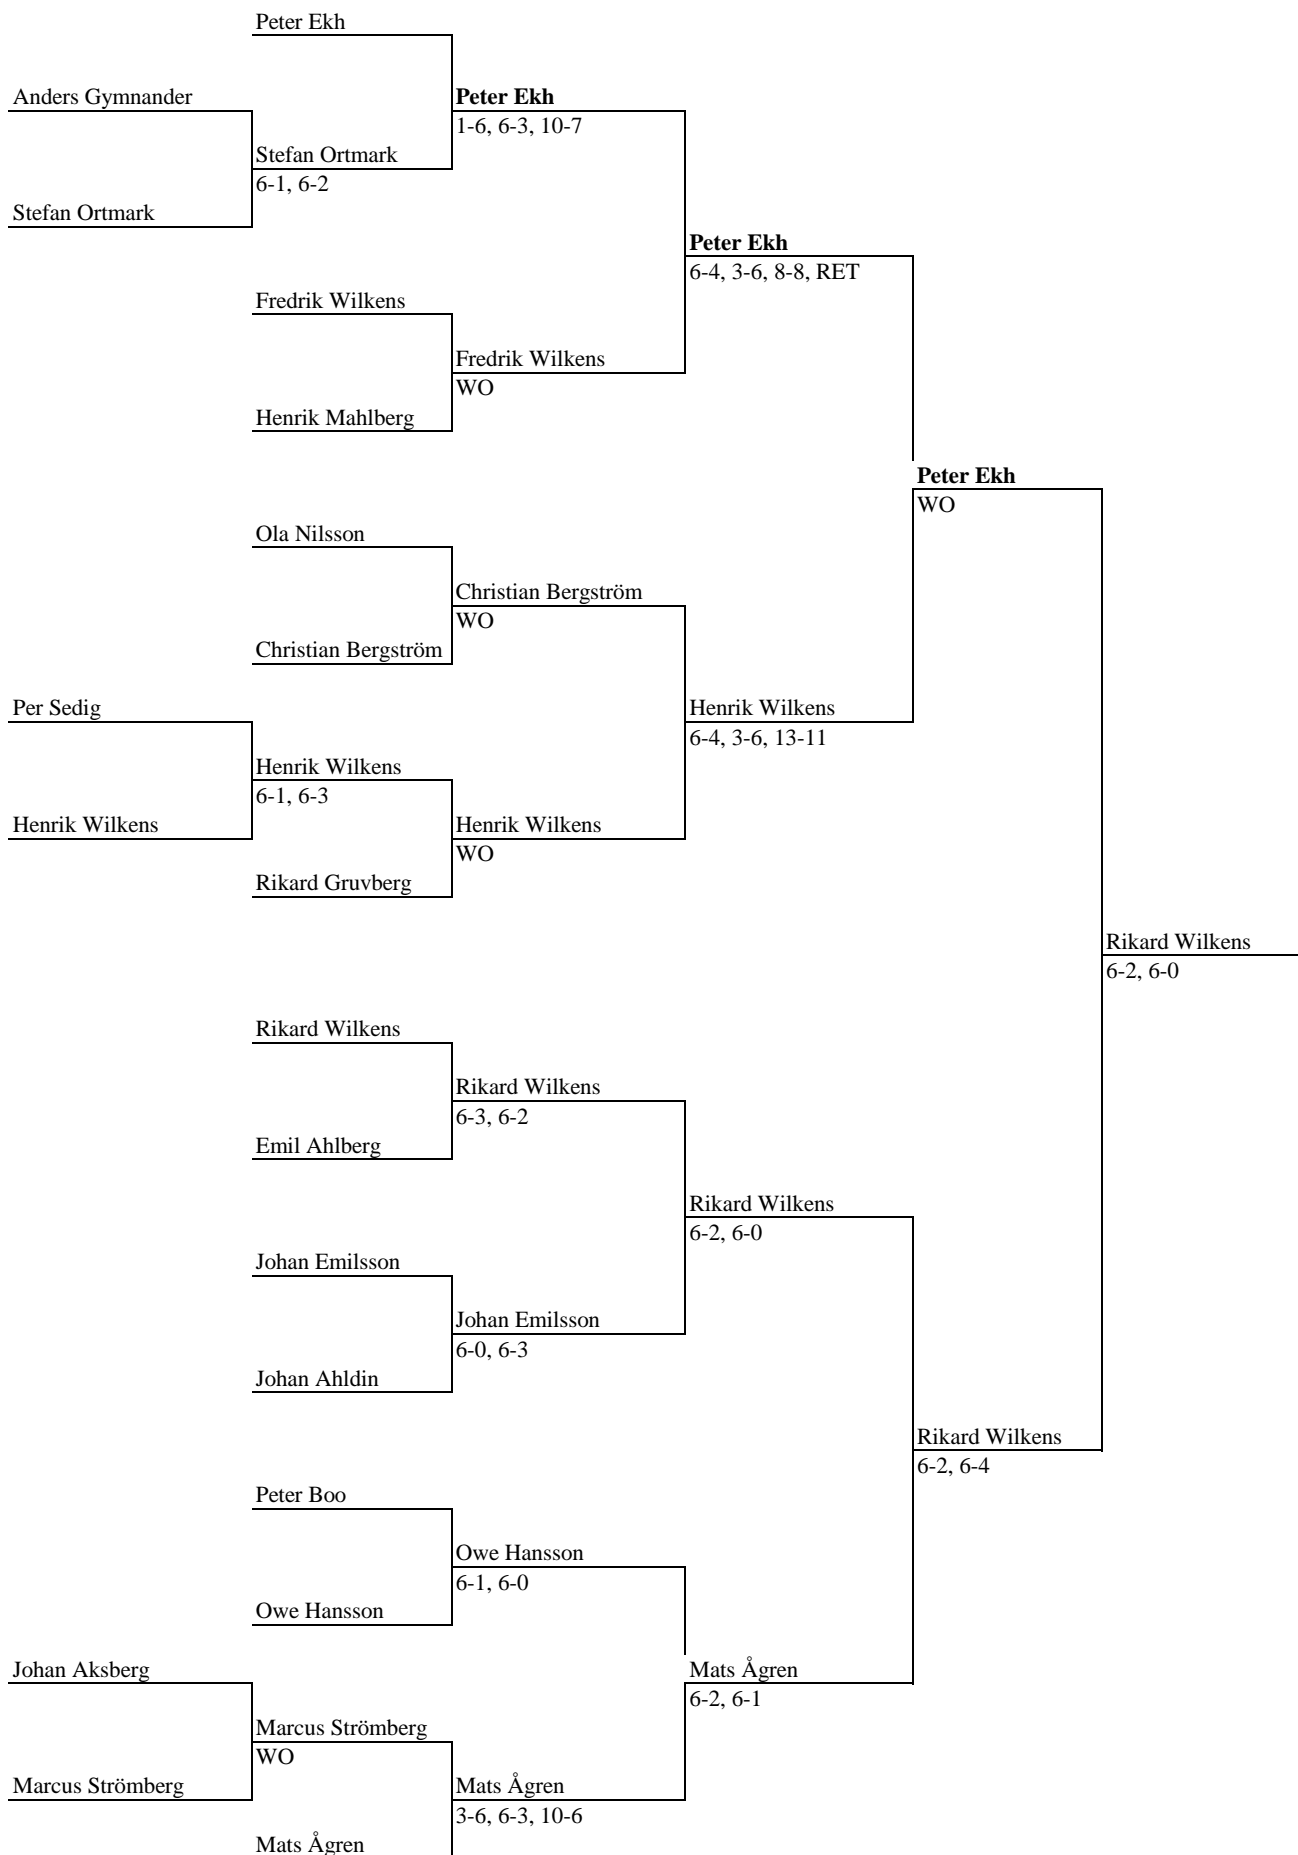 Peter Ekh
Anders Gymnander
Peter Ekh
1-6, 6-3, 10-7
Stefan Ortmark
6-1, 6-2
Stefan Ortmark
Peter Ekh
6-4, 3-6, 8-8, RET
Fredrik Wilkens
Fredrik Wilkens
WO
Henrik Mahlberg
Peter Ekh
WO
Ola Nilsson
Christian Bergström
WO
Christian Bergström
Per Sedig
Henrik Wilkens
6-4, 3-6, 13-11
Henrik Wilkens
6-1, 6-3
Henrik Wilkens
Henrik Wilkens
WO
Rikard Gruvberg
Rikard Wilkens
6-2, 6-0
Rikard Wilkens
Rikard Wilkens
6-3, 6-2
Emil Ahlberg
Rikard Wilkens
6-2, 6-0
Johan Emilsson
Johan Emilsson
6-0, 6-3
Johan Ahldin
Rikard Wilkens
6-2, 6-4
Peter Boo
Owe Hansson
6-1, 6-0
Owe Hansson
Johan Aksberg
Mats Ågren
6-2, 6-1
Marcus Strömberg
WO
Marcus Strömberg
Mats Ågren
3-6, 6-3, 10-6
Mats Ågren